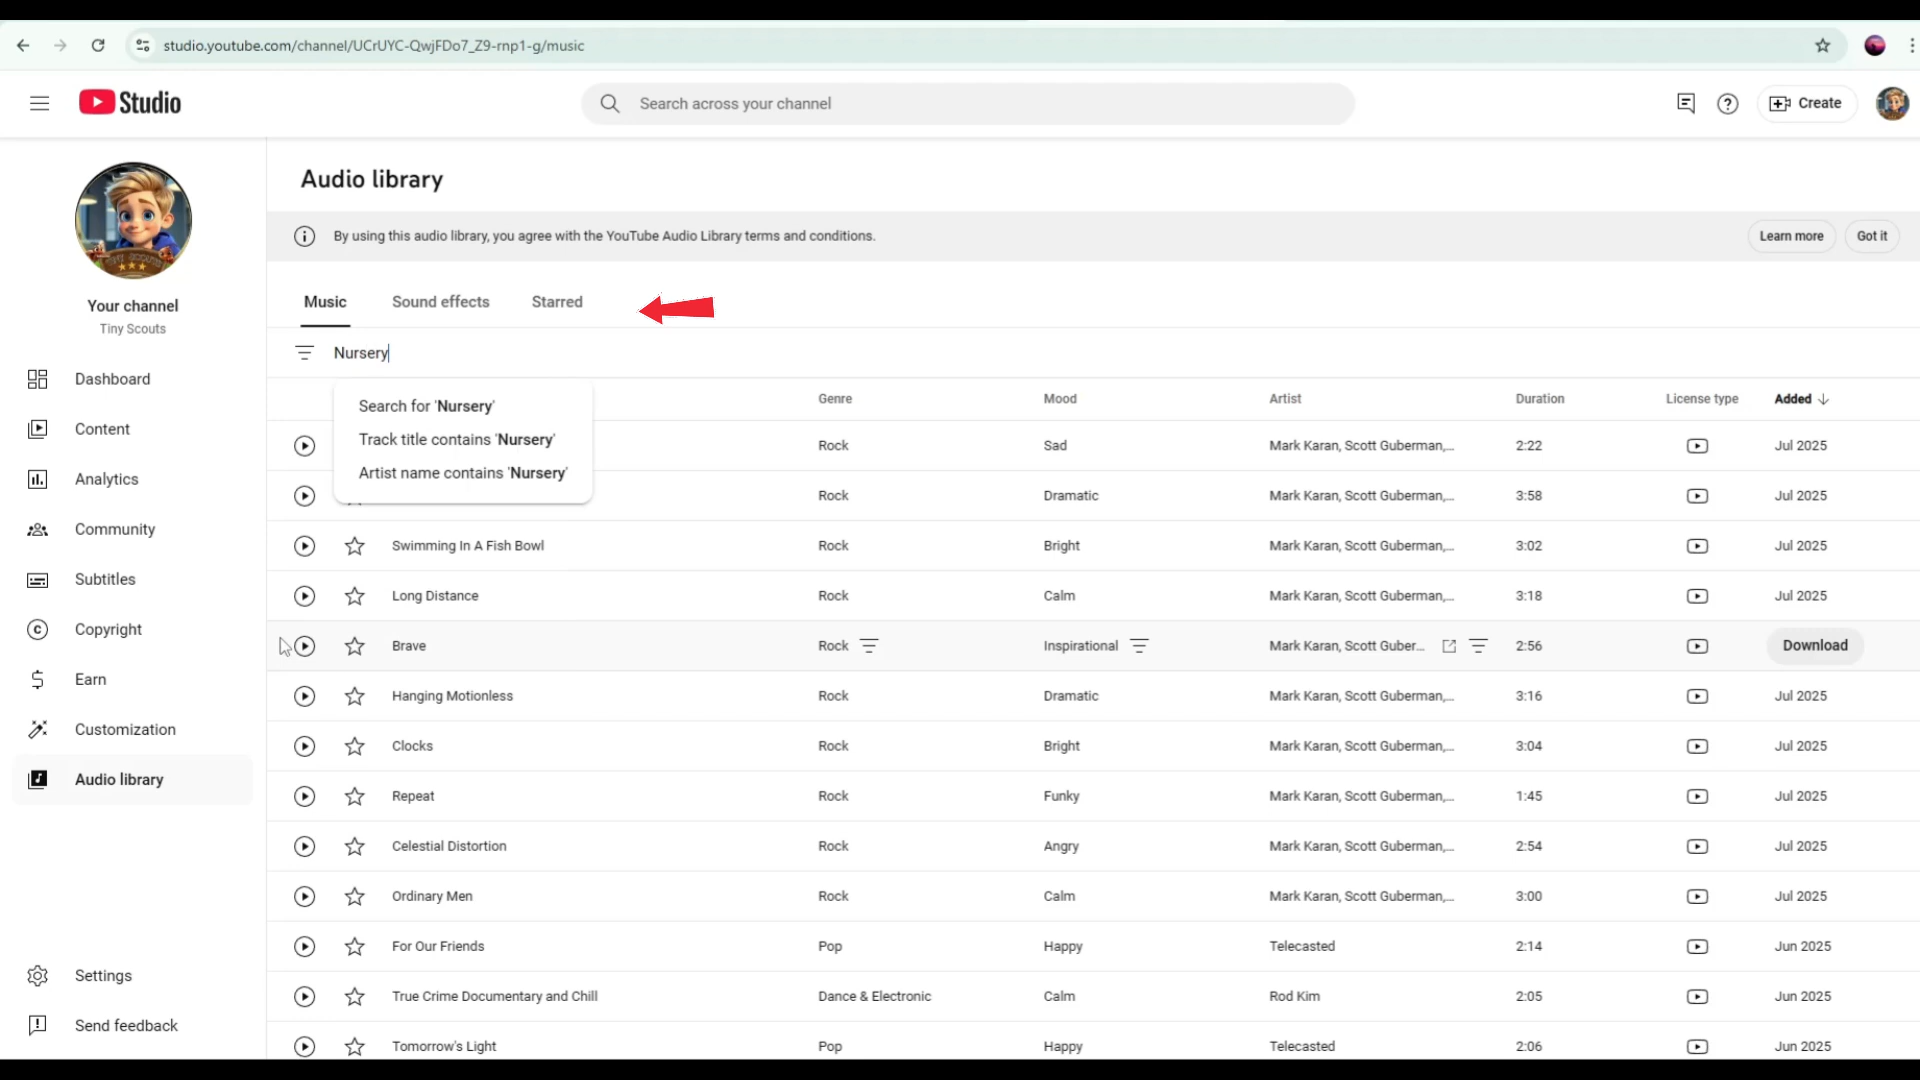 studio.youtube.com/channel/UCrUYC-QwjFDo7_Z9-rnp1-g/music
Studio
Search across your channel
Create
Your channel
Tiny Scouts
Dashboard
Content
Analytics
Community
Subtitles
Copyright
Earn
Customization
Audio library
Settings
Send feedback
Audio library
By using this audio library, you agree with the YouTube Audio Library terms and conditions.
Learn more
Got it
Music Sound effects Starred
Nursery
Search for 'Nursery'
Track title contains 'Nursery'
Artist name contains 'Nursery'
Genre Mood Artist Duration License type Added
Rock Sad Mark Karan, Scott Guberman,... 2:22 Jul 2025
Rock Dramatic Mark Karan, Scott Guberman,... 3:58 Jul 2025
Swimming In A Fish Bowl Rock Bright Mark Karan, Scott Guberman,... 3:02 Jul 2025
Long Distance Rock Calm Mark Karan, Scott Guberman,... 3:18 Jul 2025
Brave Rock Inspirational Mark Karan, Scott Guber... 2:56 Download
Hanging Motionless Rock Dramatic Mark Karan, Scott Guberman,... 3:16 Jul 2025
Clocks Rock Bright Mark Karan, Scott Guberman,... 3:04 Jul 2025
Repeat Rock Funky Mark Karan, Scott Guberman,... 1:45 Jul 2025
Celestial Distortion Rock Angry Mark Karan, Scott Guberman,... 2:54 Jul 2025
Ordinary Men Rock Calm Mark Karan, Scott Guberman,... 3:00 Jul 2025
For Our Friends Pop Happy Telecasted 2:14 Jun 2025
True Crime Documentary and Chill Dance & Electronic Calm Rod Kim 2:05 Jun 2025
Tomorrow's Light Pop Happy Telecasted 2:06 Jun 2025